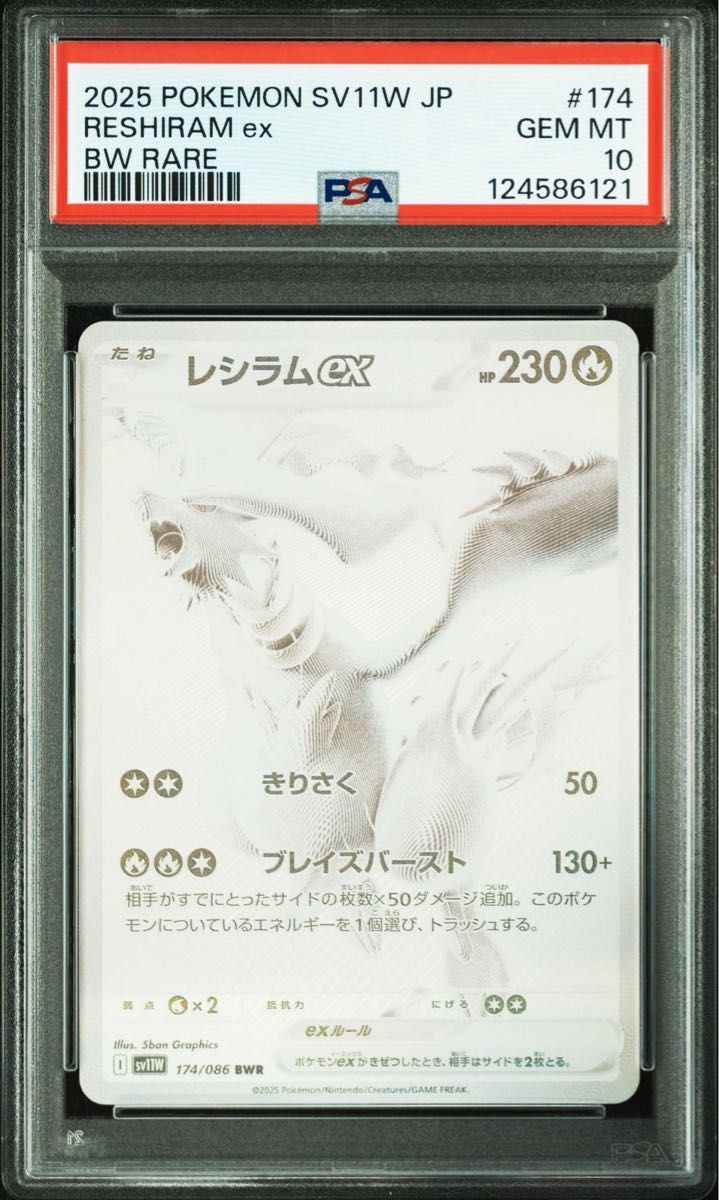 2025 POKEMON SV11W JP #174
RESHIRAM ex GEM MT
BW RARE 10
PSA 124586121
たね レシラムex HP230
きりさく 50
ブレイズバースト 130+
相手がすでにとったサイドの枚数×50ダメージ追加。このポケ
モンについているエネルギーを1個選び、トラッシュする。
弱点 ×2 抵抗力 にげる
exルール
ポケモンexがきぜつしたとき、相手はサイドを2枚とる。
Illus. 5ban Graphics
I sv11W 174/086 BWR
©2025 Pokémon/Nintendo/Creatures/GAME FREAK.
PSA